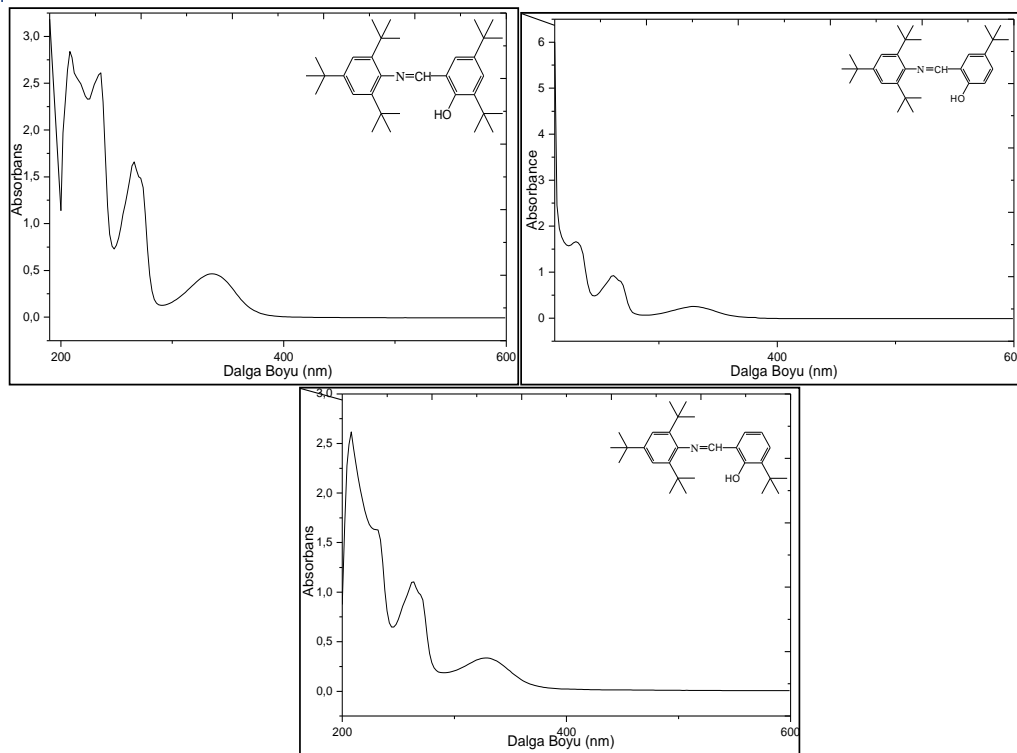 3,0
2,5
2,0
1,5
1,0
0,5
0,0
Absorbans
200
400
600
Dalga Boyu (nm)
N=CH
HO
6
5
4
3
2
1
0
Absorbance
400
60
Dalga Boyu (nm)
N=CH
HO
3,0
2,5
2,0
1,5
1,0
0,5
0,0
Absorbans
200
400
600
Dalga Boyu (nm)
N=CH
HO